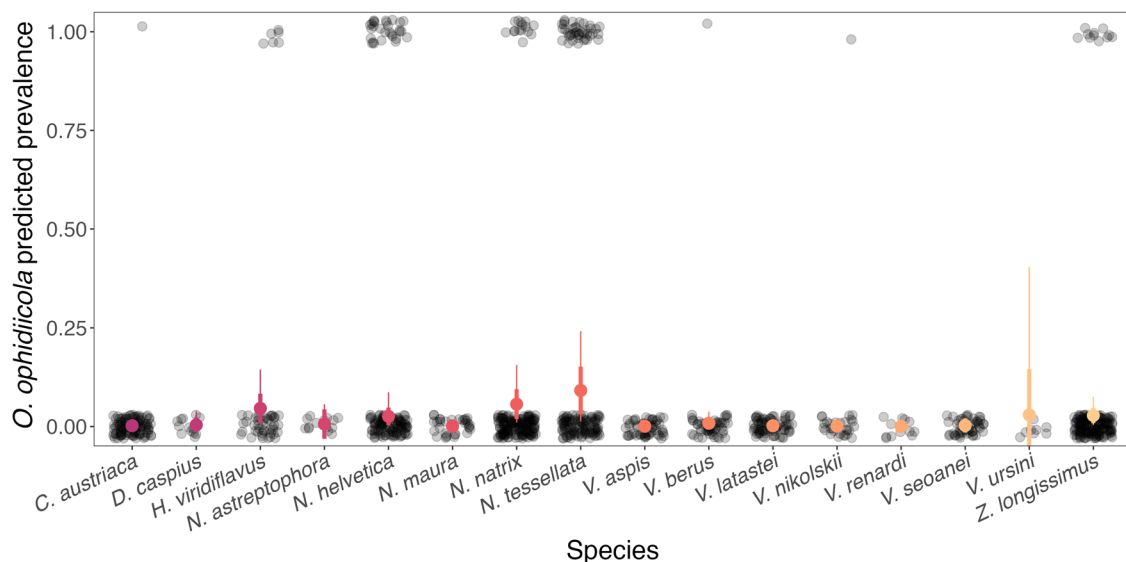 O. ophidiicola predicted prevalence
1.00
0.75
0.50
0.25
0.00
C. austriaca
D. caspius
H. viridiflavus
N. astreptophora
N. helvetica
N. maura
N. natrix
N. tessellata
V. aspis
V. berus
V. latastei
V. nikolskii
V. renardi
V. seoanei
V. ursini
Z. longissimus
Species